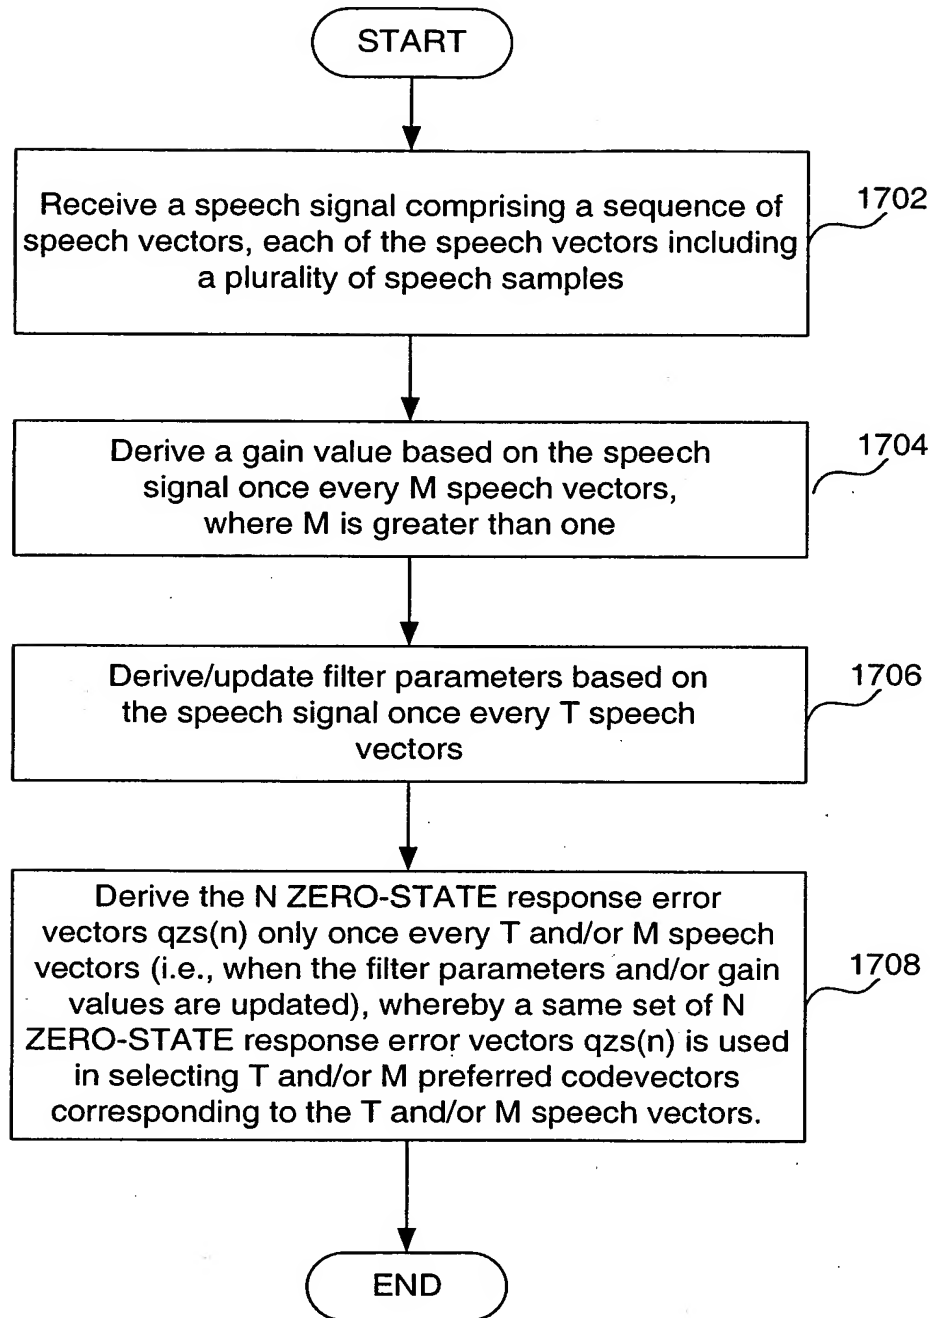 START
Receive a speech signal comprising a sequence of
speech vectors, each of the speech vectors including
a plurality of speech samples
1702
Derive a gain value based on the speech
signal once every M speech vectors,
where M is greater than one
1704
Derive/update filter parameters based on
the speech signal once every T speech
vectors
1706
Derive the N ZERO-STATE response error
vectors qzs(n) only once every T and/or M speech
vectors (i.e., when the filter parameters and/or gain
values are updated), whereby a same set of N
ZERO-STATE response error vectors qzs(n) is used
in selecting T and/or M preferred codevectors
corresponding to the T and/or M speech vectors.
1708
END